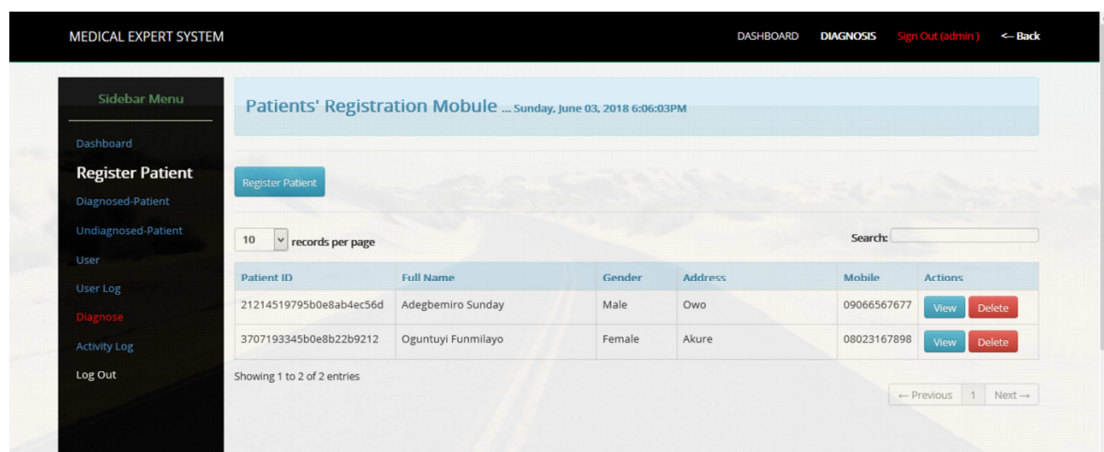 MEDICAL EXPERT SYSTEM DASHBOARD DIAGNOSIS Sign Out (admin ) <-- Back
Sidebar Menu
Dashboard
Register Patient
Diagnosed-Patient
Undiagnosed-Patient
User
User Log
Diagnose
Activity Log
Log Out
Patients' Registration Mobule ... Sunday, June 03, 2018 6:06:03PM
Register Patient
10 records per page Search:
Patient ID Full Name Gender Address Mobile Actions
21214519795b0e8ab4ec56d Adegbemiro Sunday Male Owo 09066567677 View Delete
3707193345b0e8b22b9212 Oguntuyi Funmilayo Female Akure 08023167898 View Delete
Showing 1 to 2 of 2 entries
← Previous 1 Next →